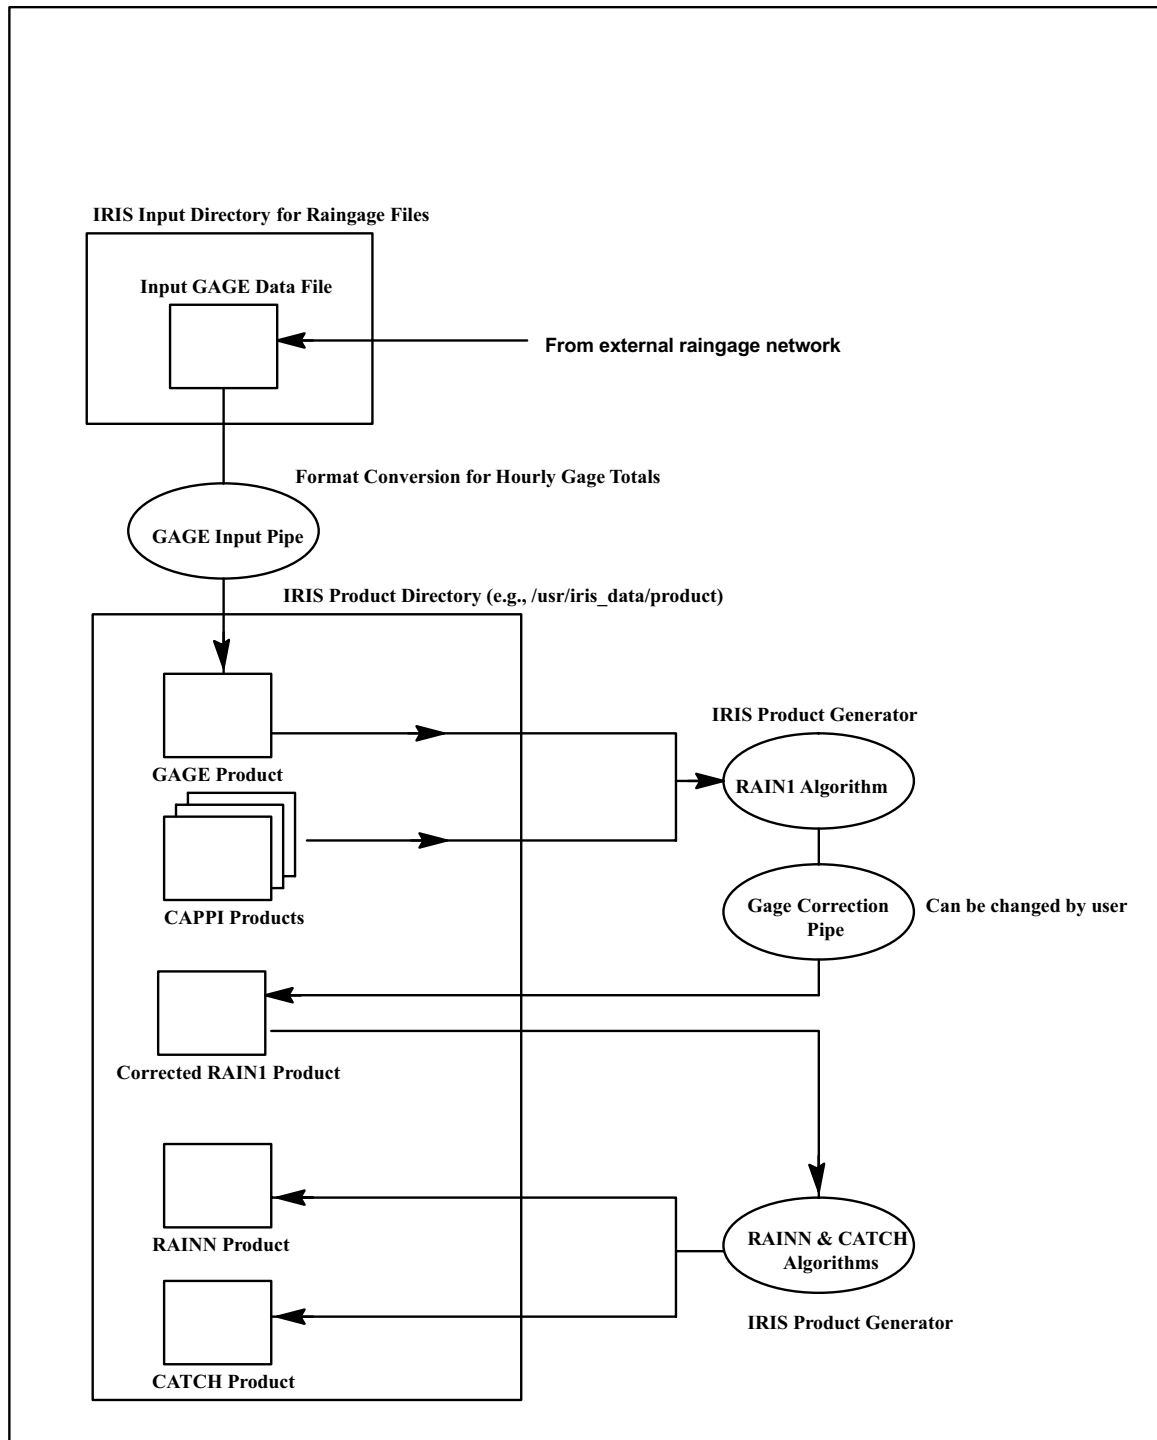 IRIS Input Directory for Raingage Files
Input GAGE Data File
From external raingage network
Format Conversion for Hourly Gage Totals
GAGE Input Pipe
IRIS Product Directory (e.g., /usr/iris_data/product)
GAGE Product
IRIS Product Generator
RAIN1 Algorithm
CAPPI Products
Gage Correction
Pipe
Can be changed by user
Corrected RAIN1 Product
RAINN Product
RAINN & CATCH
Algorithms
IRIS Product Generator
CATCH Product